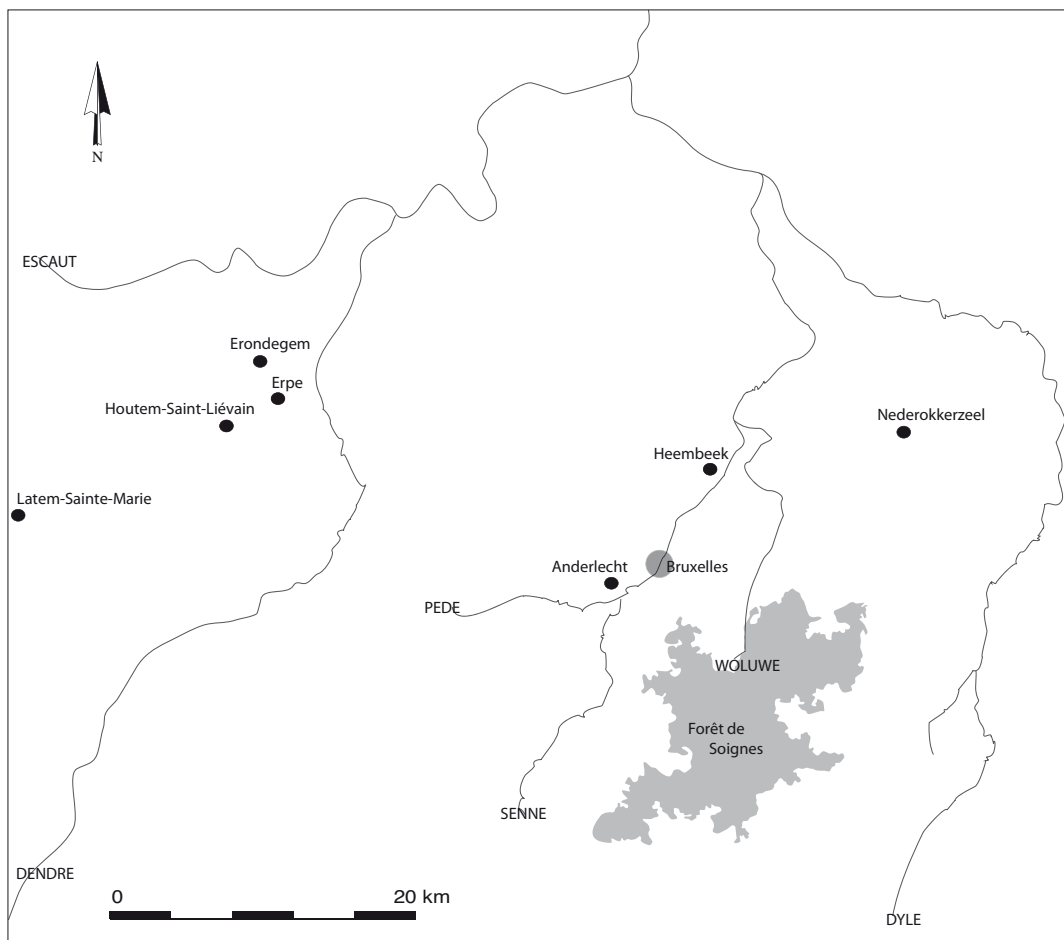 N
ESCAUT
Erondegem
Erpe
Houtem-Saint-Liévain
Nederokkerzeel
Heembeek
Latem-Sainte-Marie
Anderlecht
Bruxelles
PEDE
WOLUWE
Forêt de
Soignes
SENNE
DENDRE
0 20 km
DYLE